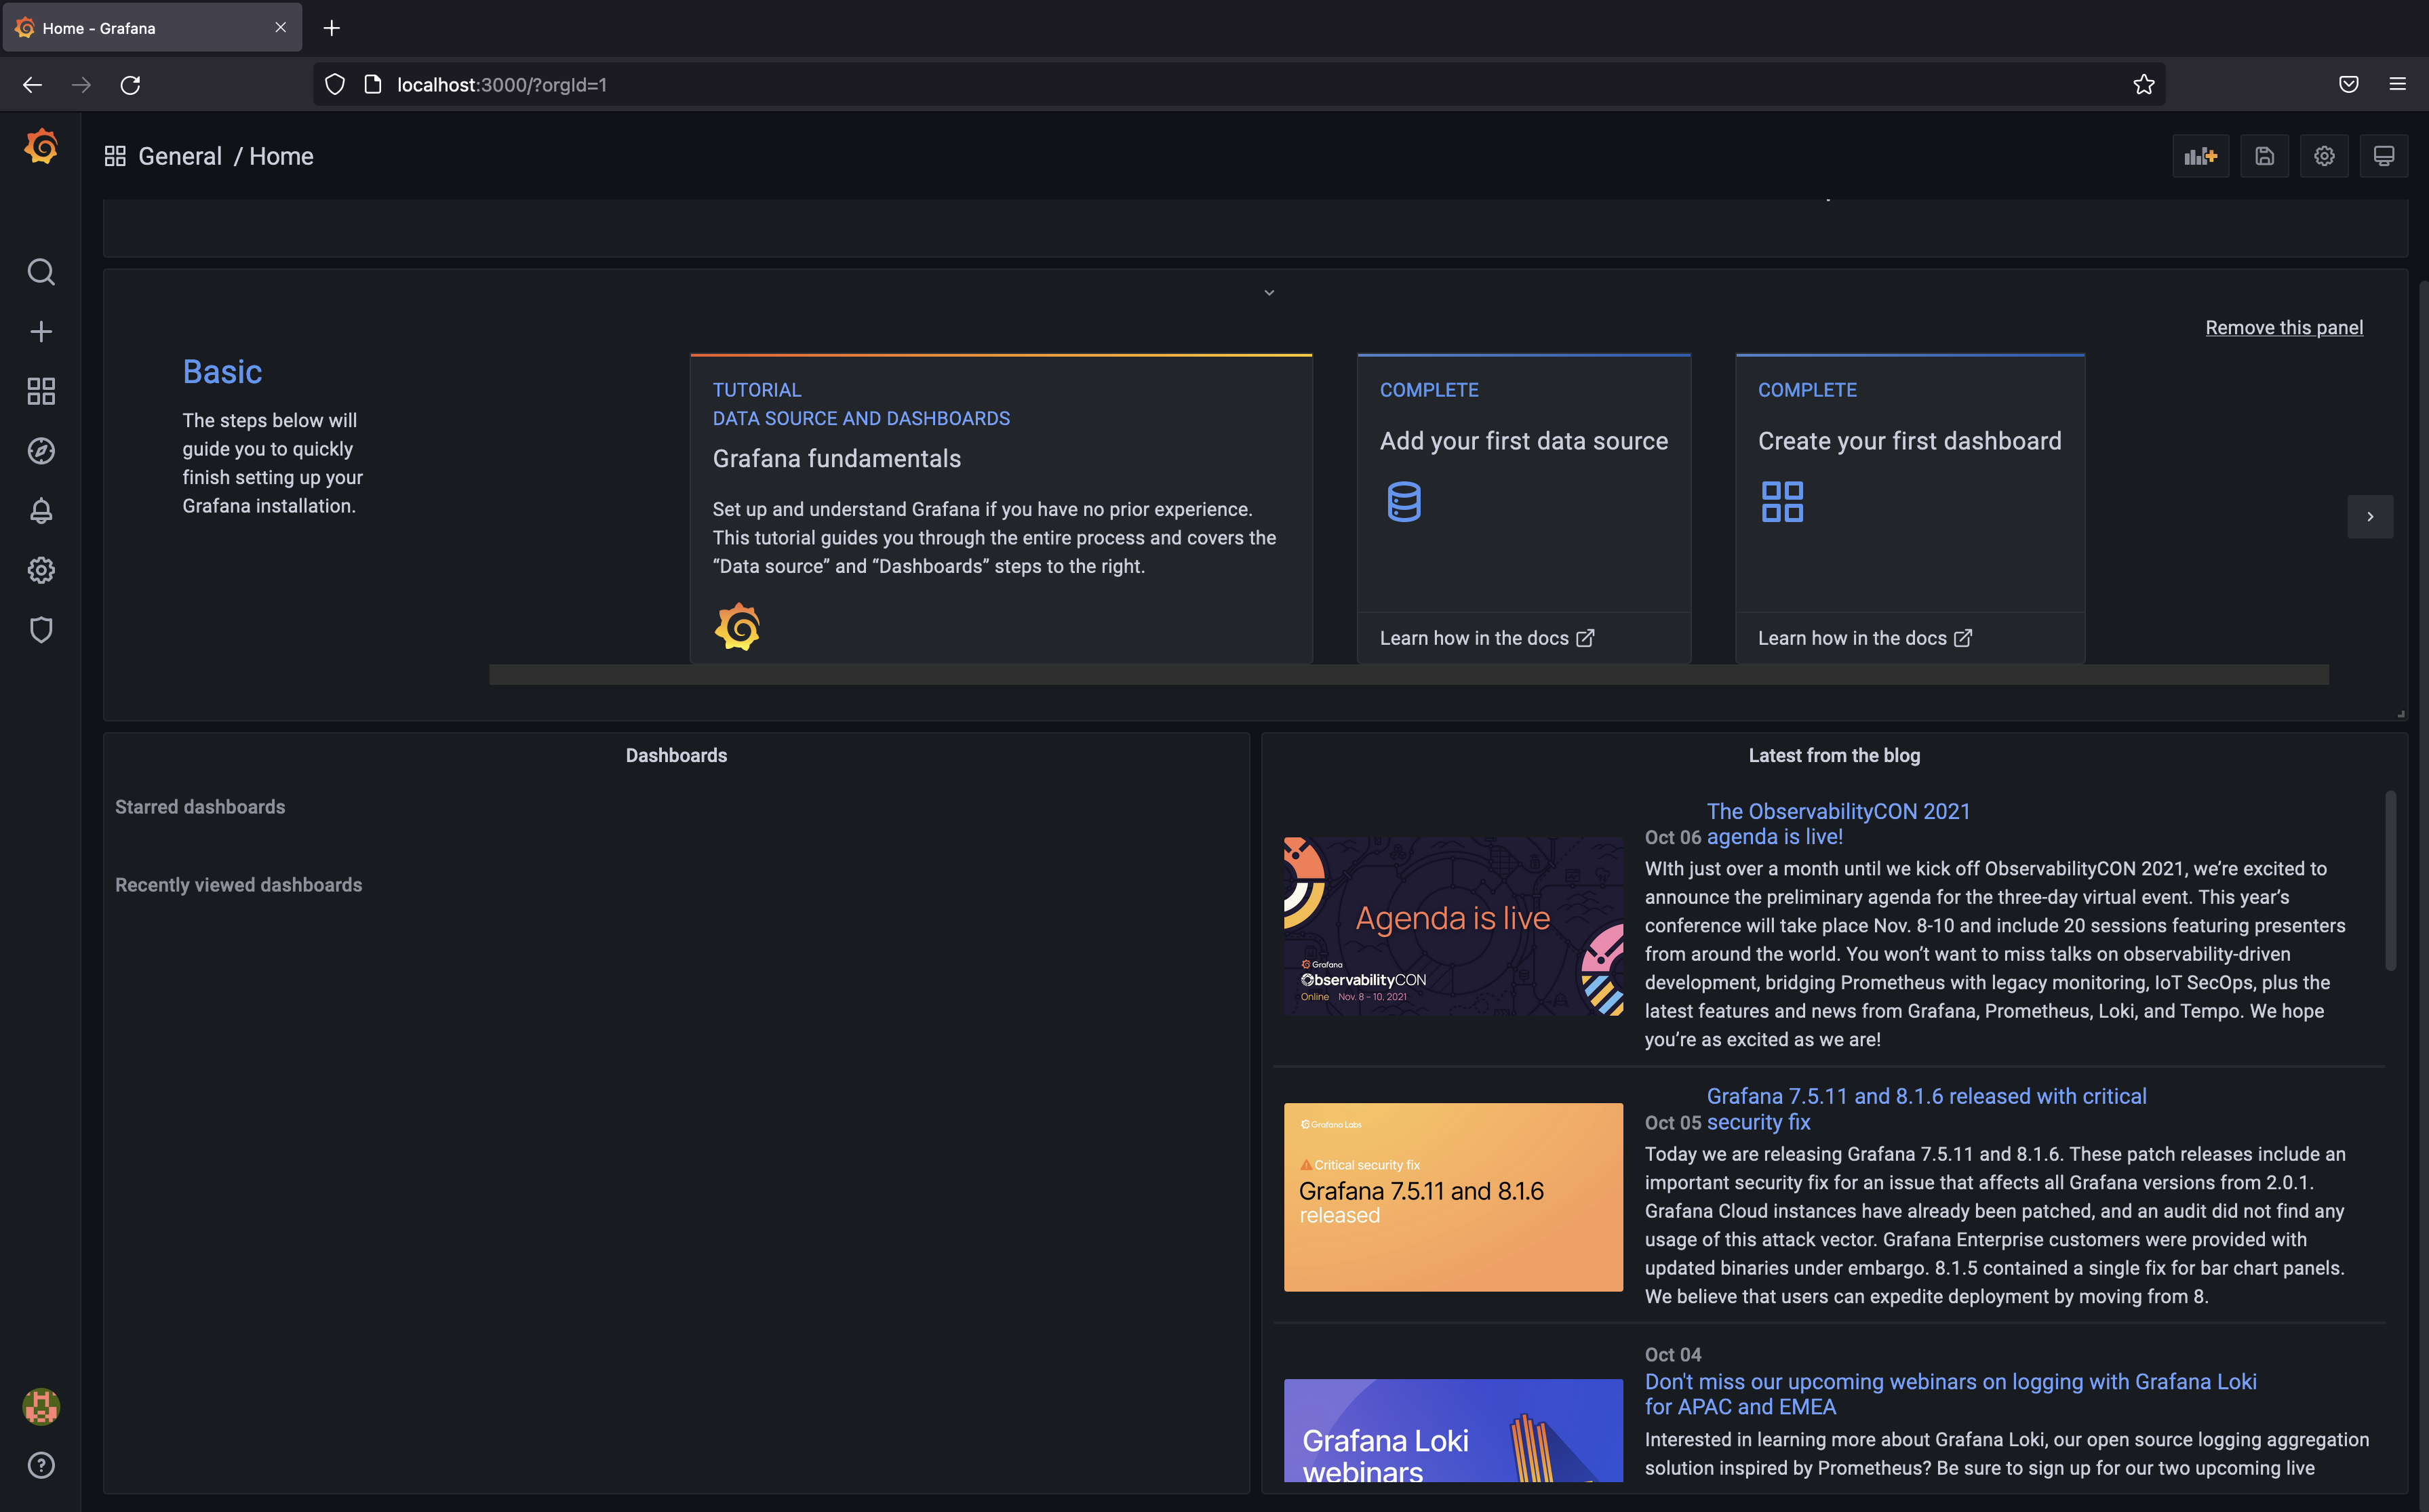 Home - Grafana
localhost:3000/?orgId=1
General / Home
Remove this panel
Basic
The steps below will
guide you to quickly
finish setting up your
Grafana installation.
TUTORIAL
DATA SOURCE AND DASHBOARDS
Grafana fundamentals
Set up and understand Grafana if you have no prior experience.
This tutorial guides you through the entire process and covers the
“Data source” and “Dashboards” steps to the right.
COMPLETE
Add your first data source
Learn how in the docs
COMPLETE
Create your first dashboard
Learn how in the docs
Dashboards
Starred dashboards
Recently viewed dashboards
Latest from the blog
Agenda is live
Grafana
ObservabilityCON
Online Nov. 8 - 10, 2021
The ObservabilityCON 2021
Oct 06 agenda is live!
WIth just over a month until we kick off ObservabilityCON 2021, we’re excited to
announce the preliminary agenda for the three-day virtual event. This year’s
conference will take place Nov. 8-10 and include 20 sessions featuring presenters
from around the world. You won’t want to miss talks on observability-driven
development, bridging Prometheus with legacy monitoring, IoT SecOps, plus the
latest features and news from Grafana, Prometheus, Loki, and Tempo. We hope
you’re as excited as we are!
Grafana Labs
Critical security fix
Grafana 7.5.11 and 8.1.6
released
Grafana 7.5.11 and 8.1.6 released with critical
Oct 05 security fix
Today we are releasing Grafana 7.5.11 and 8.1.6. These patch releases include an
important security fix for an issue that affects all Grafana versions from 2.0.1.
Grafana Cloud instances have already been patched, and an audit did not find any
usage of this attack vector. Grafana Enterprise customers were provided with
updated binaries under embargo. 8.1.5 contained a single fix for bar chart panels.
We believe that users can expedite deployment by moving from 8.
Grafana Loki
webinars
Oct 04
Don't miss our upcoming webinars on logging with Grafana Loki
for APAC and EMEA
Interested in learning more about Grafana Loki, our open source logging aggregation
solution inspired by Prometheus? Be sure to sign up for our two upcoming live